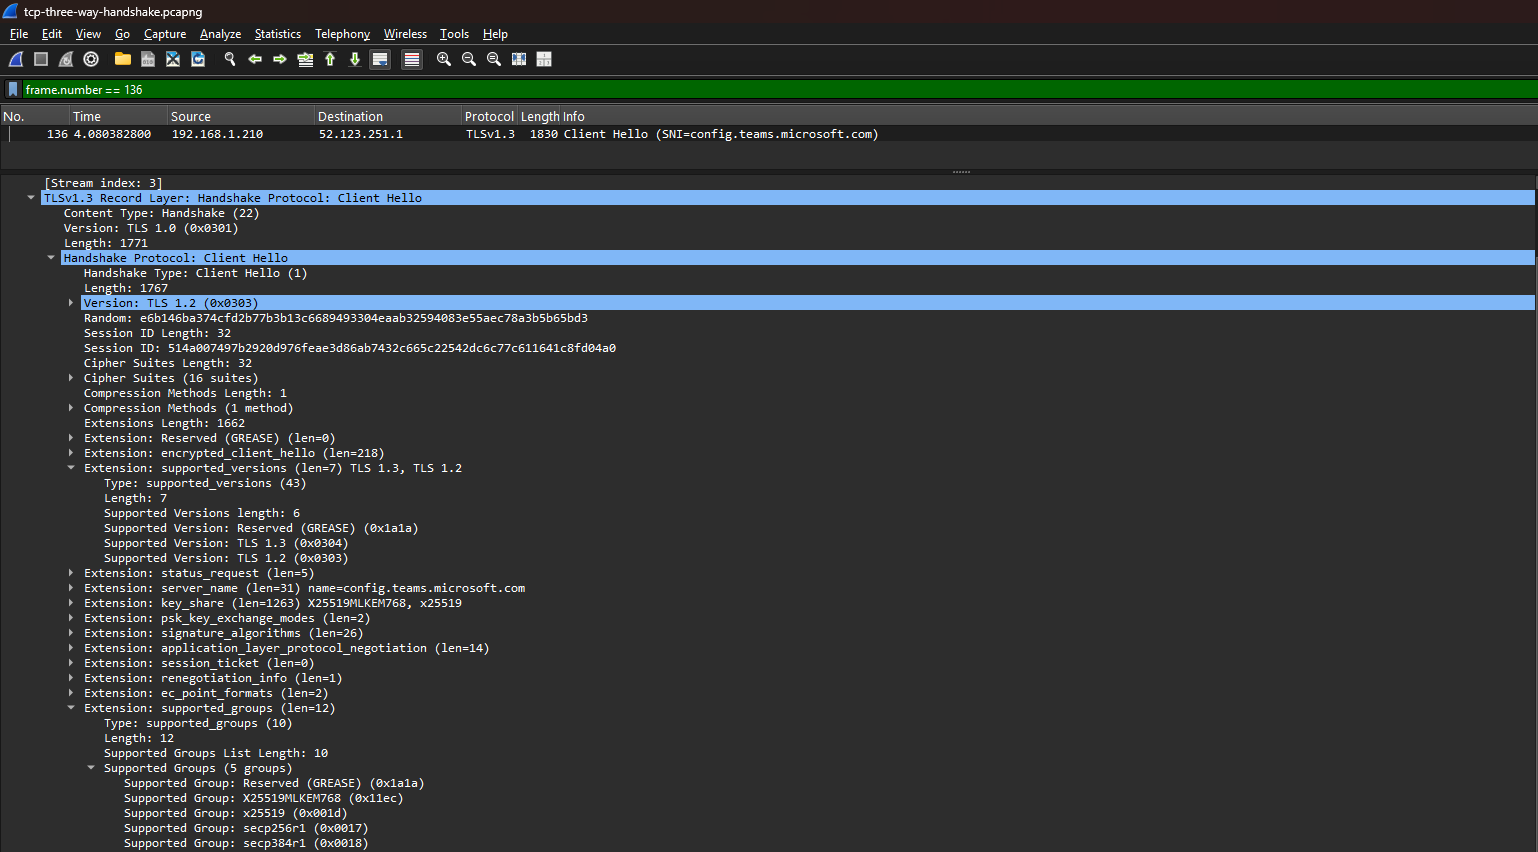 tcp-three-way-handshake.pcapng
File Edit View Go Capture Analyze Statistics Telephony Wireless Tools Help
frame.number == 136
No. Time Source Destination Protocol Length Info
136 4.080382800 192.168.1.210 52.123.251.1 TLSv1.3 1830 Client Hello (SNI=config.teams.microsoft.com)
[Stream index: 3]
TLSv1.3 Record Layer: Handshake Protocol: Client Hello
Content Type: Handshake (22)
Version: TLS 1.0 (0x0301)
Length: 1771
Handshake Protocol: Client Hello
Handshake Type: Client Hello (1)
Length: 1767
Version: TLS 1.2 (0x0303)
Random: e6b146ba374cfd2b77b3b13c6689493304eaab32594083e55aec78a3b5b65bd3
Session ID Length: 32
Session ID: 514a007497b2920d976feae3d86ab7432c665c22542dc6c77c611641c8fd04a0
Cipher Suites Length: 32
Cipher Suites (16 suites)
Compression Methods Length: 1
Compression Methods (1 method)
Extensions Length: 1662
Extension: Reserved (GREASE) (len=0)
Extension: encrypted_client_hello (len=218)
Extension: supported_versions (len=7) TLS 1.3, TLS 1.2
Type: supported_versions (43)
Length: 7
Supported Versions length: 6
Supported Version: Reserved (GREASE) (0x1a1a)
Supported Version: TLS 1.3 (0x0304)
Supported Version: TLS 1.2 (0x0303)
Extension: status_request (len=5)
Extension: server_name (len=31) name=config.teams.microsoft.com
Extension: key_share (len=1263) X25519MLKEM768, x25519
Extension: psk_key_exchange_modes (len=2)
Extension: signature_algorithms (len=26)
Extension: application_layer_protocol_negotiation (len=14)
Extension: session_ticket (len=0)
Extension: renegotiation_info (len=1)
Extension: ec_point_formats (len=2)
Extension: supported_groups (len=12)
Type: supported_groups (10)
Length: 12
Supported Groups List Length: 10
Supported Groups (5 groups)
Supported Group: Reserved (GREASE) (0x1a1a)
Supported Group: X25519MLKEM768 (0x11ec)
Supported Group: x25519 (0x001d)
Supported Group: secp256r1 (0x0017)
Supported Group: secp384r1 (0x0018)